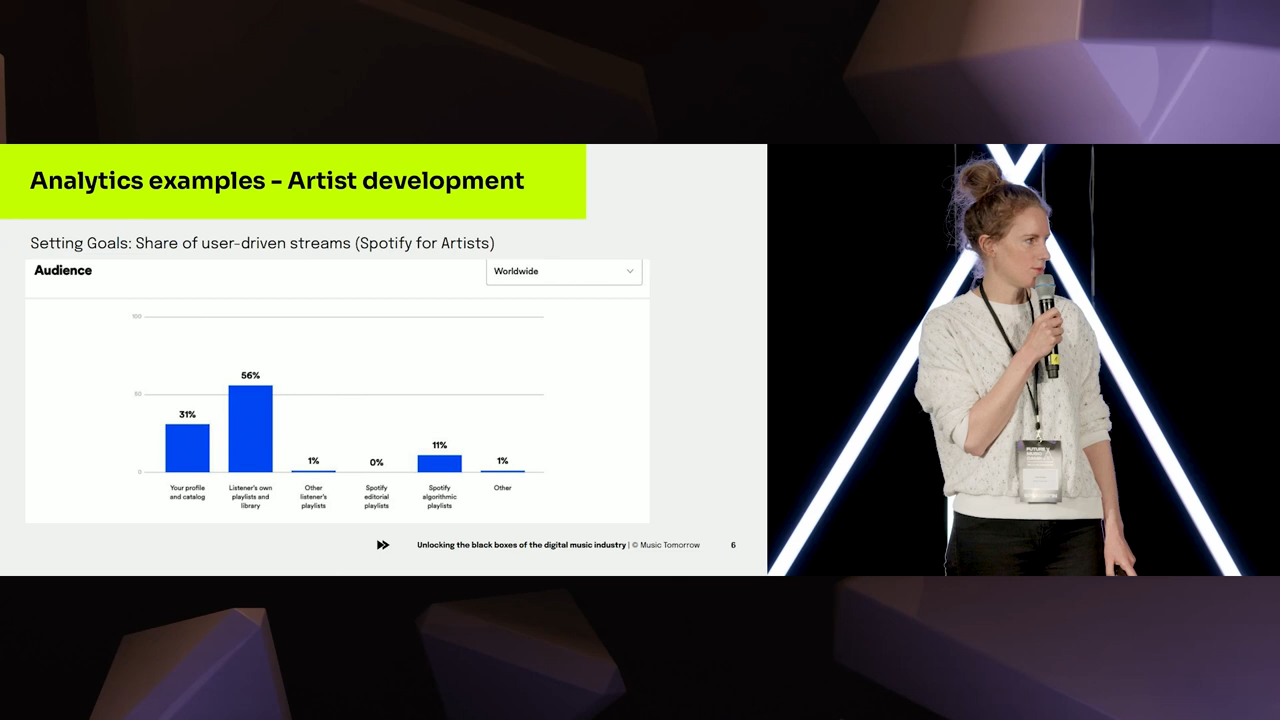 Analytics examples – Artist development
Setting Goals: Share of user-driven streams (Spotify for Artists)
Audience
Worldwide
100
50
0
31%
56%
1%
0%
11%
1%
Your profile
and catalog
Listener's own
playlists and
library
Other
listener's
playlists
Spotify
editorial
playlists
Spotify
algorithmic
playlists
Other
Unlocking the black boxes of the digital music industry | © Music Tomorrow
6
FUTURE
MUSIC